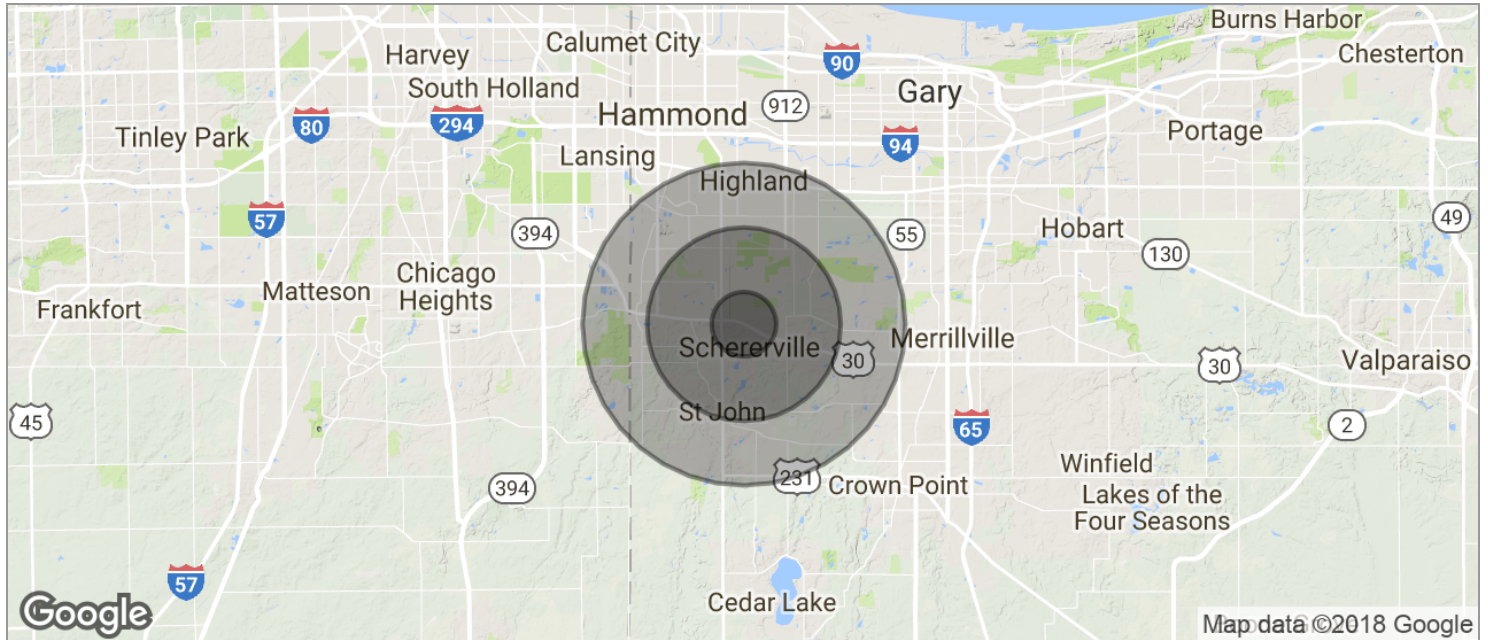 Burns Harbor
Calumet City
Harvey
Chesterton
90
South Holland
Gary
912
Hammond
80
294
Tinley Park
Portage
94
Lansing
Highland
57
49
394
55
Hobart
130
Chicago
Heights
Matteson
Frankfort
Merrillville
Schererville
30
30
Valparaiso
St John
45
65
2
Winfield
231
Crown Point
394
Lakes of the
Four Seasons
57
Cedar Lake
Google
Map data ©2018 Google